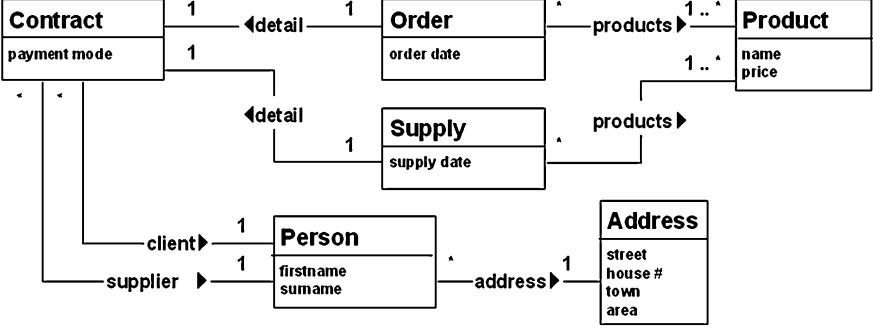 Contract
payment mode
1
◀detail
1
Order
order date
*
products▶
1..*
Product
name
price
1
◀detail
1
Supply
supply date
*
products▶
1..*
*
*
client▶
1
supplier ▶
1
Person
firstname
surname
*
address▶
1
Address
street
house #
town
area